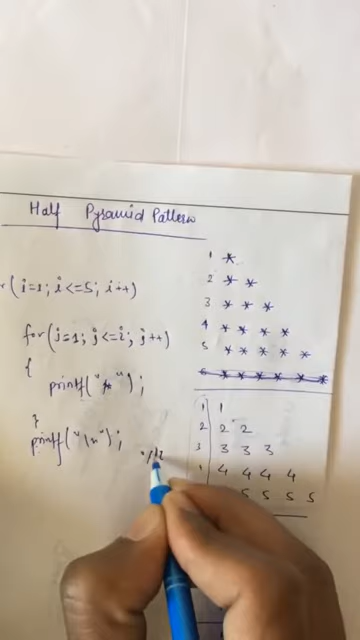 Half Pyramid Pattern
r(i=1; i<=5; i++)
for(j=1; j<=i; j++)
{
printf("*");
}
printf("\n");
1 *
2 * *
3 * * *
4 * * * *
5 * * * * *
6 * * * * * *
1 1
2 2 2
3 3 3 3
4 4 4 4
5 5 5 5